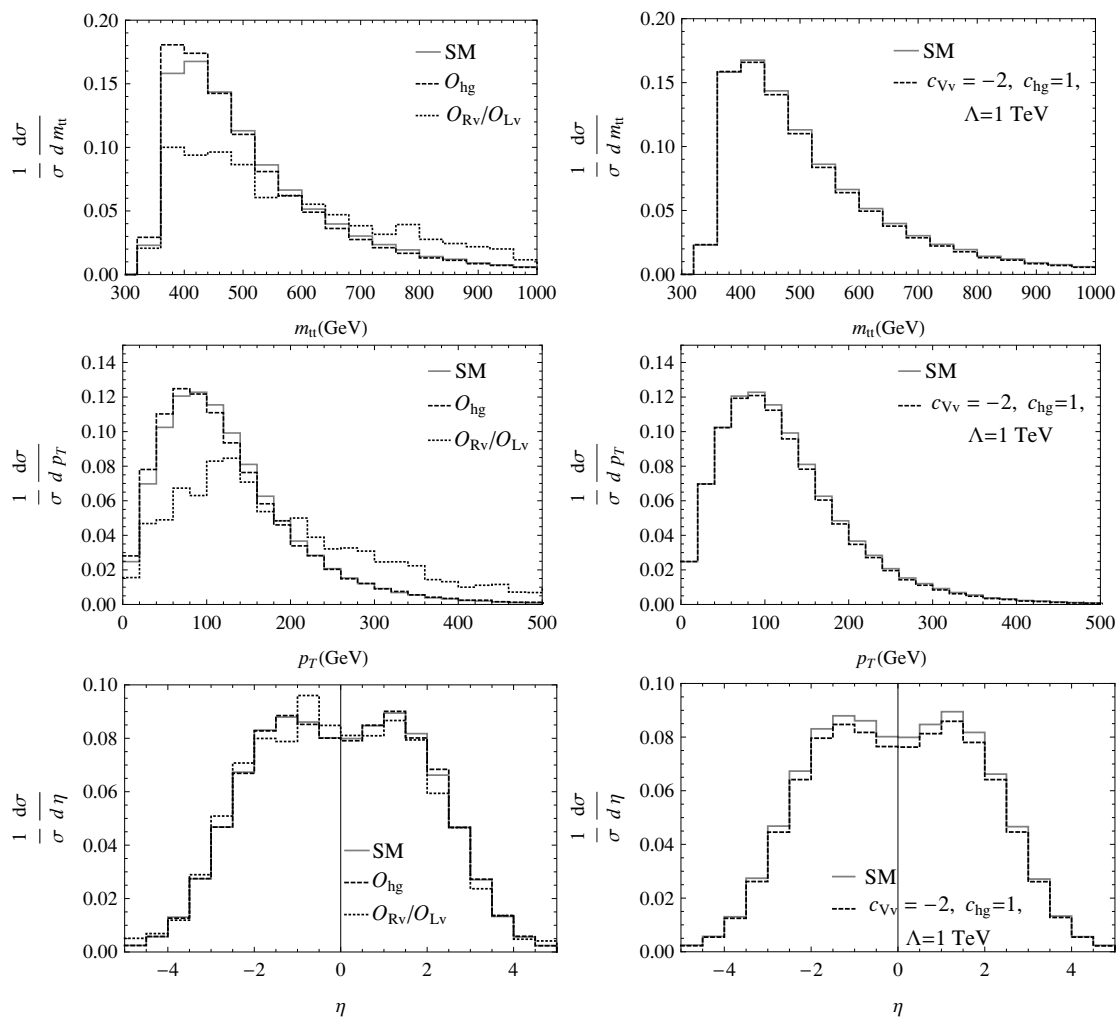 0.20
0.15
0.10
0.05
0.00
1 dσ
σ d m_tt
SM
O_hg
O_Rv/O_Lv
300 400 500 600 700 800 900 1000
m_tt(GeV)
0.20
0.15
0.10
0.05
0.00
1 dσ
σ d m_tt
SM
c_Vv = −2, c_hg=1,
Λ=1 TeV
300 400 500 600 700 800 900 1000
m_tt(GeV)
0.14
0.12
0.10
0.08
0.06
0.04
0.02
0.00
1 dσ
σ d p_T
SM
O_hg
O_Rv/O_Lv
0 100 200 300 400 500
p_T(GeV)
0.14
0.12
0.10
0.08
0.06
0.04
0.02
0.00
1 dσ
σ d p_T
SM
c_Vv = −2, c_hg=1,
Λ=1 TeV
0 100 200 300 400 500
p_T(GeV)
0.10
0.08
0.06
0.04
0.02
0.00
1 dσ
σ d η
SM
O_hg
O_Rv/O_Lv
−4 −2 0 2 4
η
0.10
0.08
0.06
0.04
0.02
0.00
1 dσ
σ d η
SM
c_Vv = −2, c_hg=1,
Λ=1 TeV
−4 −2 0 2 4
η